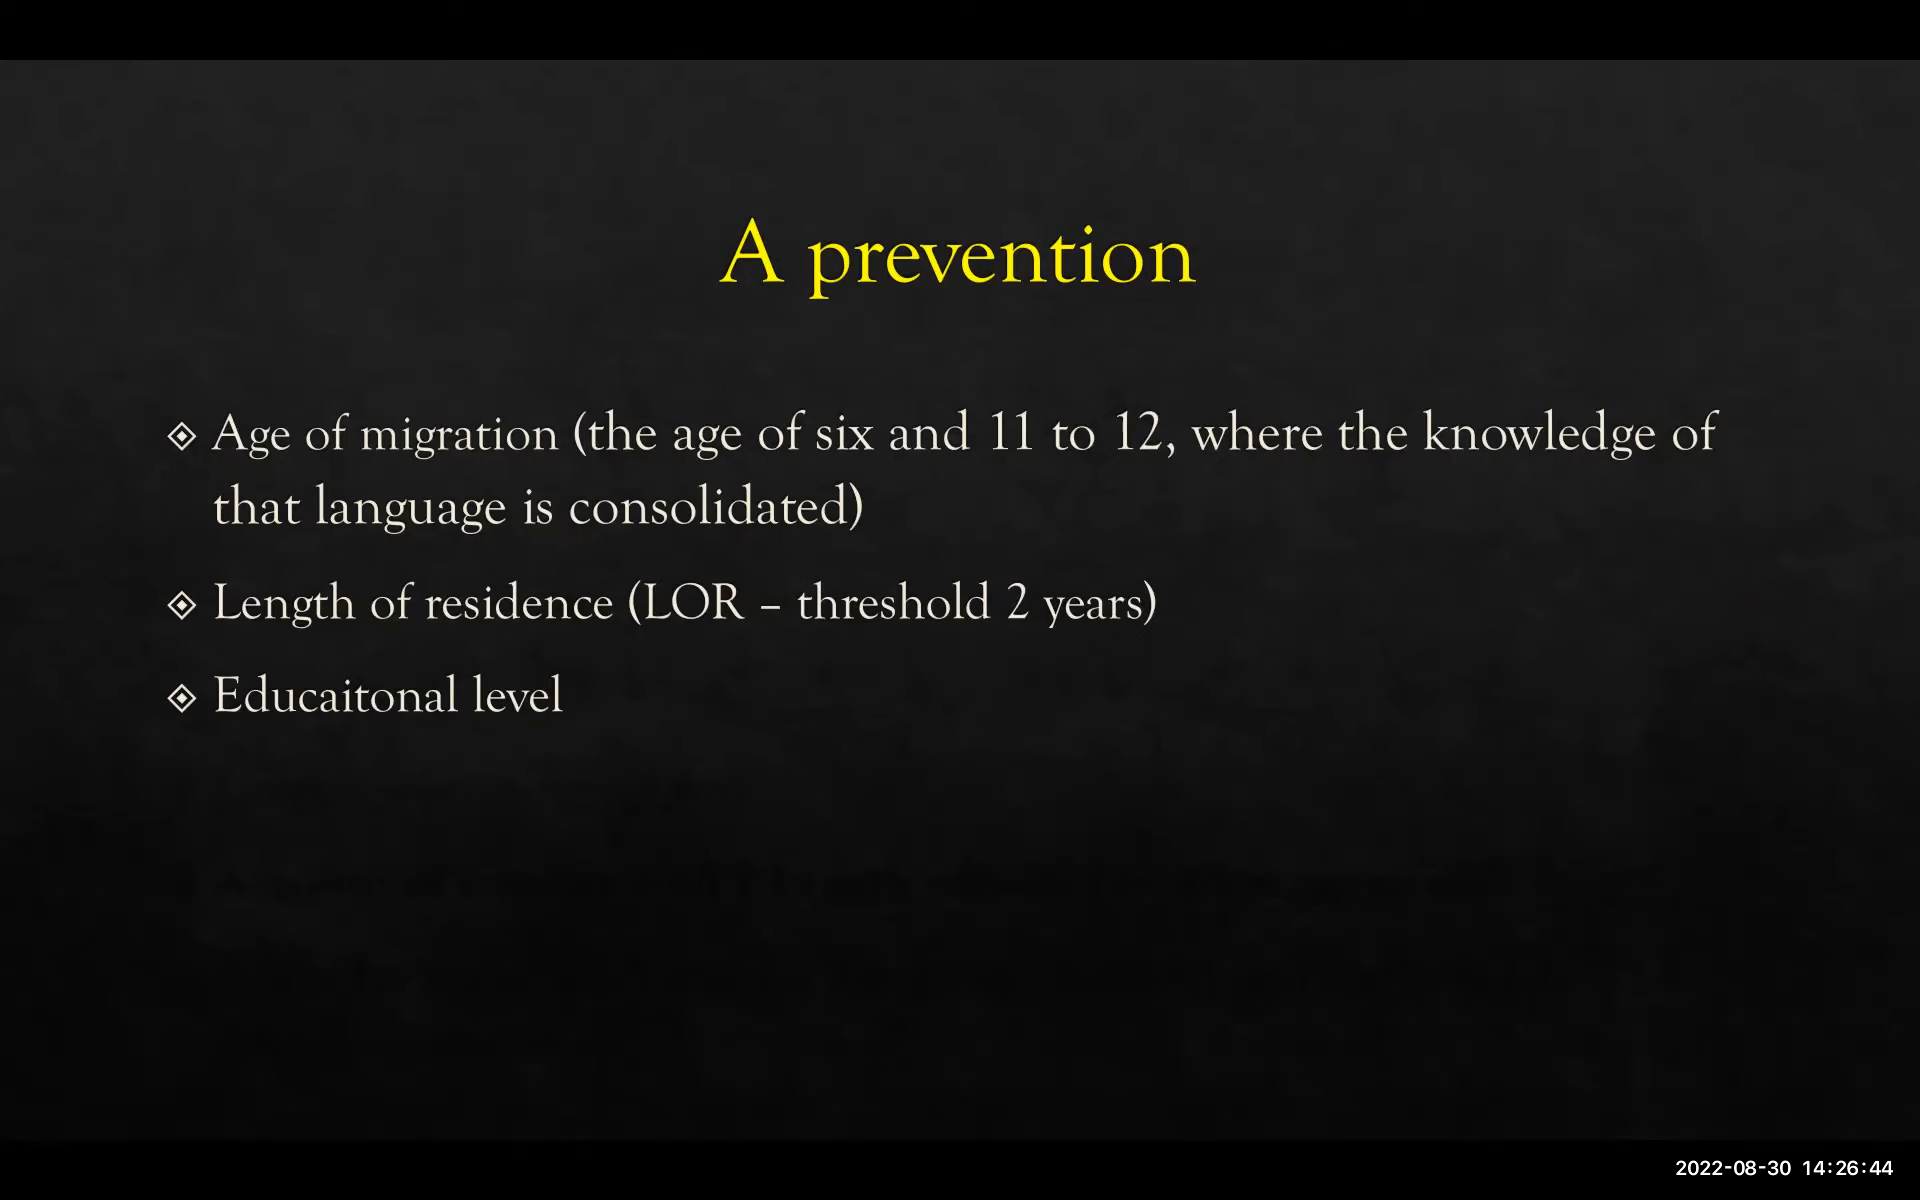 A prevention
Age of migration (the age of six and 11 to 12, where the knowledge of
that language is consolidated)
Length of residence (LOR – threshold 2 years)
Educaitonal level
2022-08-30 14:26:44